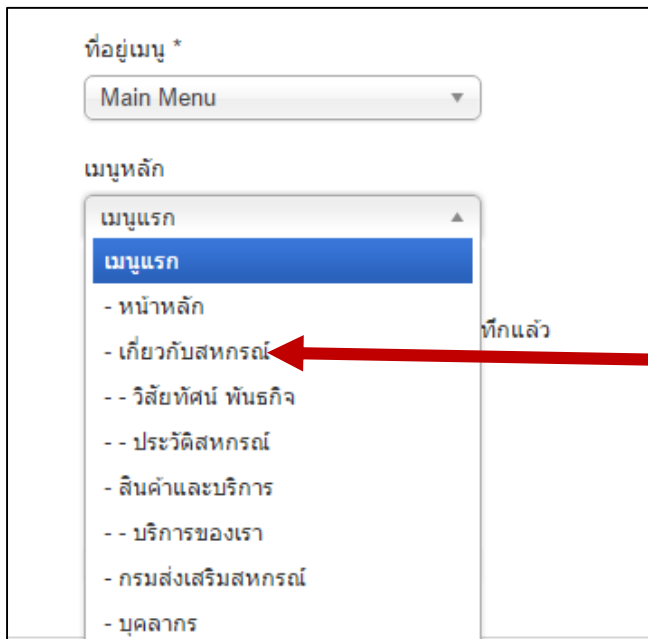 ที่อยู่เมนู *
Main Menu
เมนูหลัก
เมนูแรก
เมนูแรก
- หน้าหลัก
ทึกแล้ว
- เกี่ยวกับสหกรณ์
- - วิสัยทัศน์ พันธกิจ
- - ประวัติสหกรณ์
- สินค้าและบริการ
- - บริการของเรา
- กรมส่งเสริมสหกรณ์
- บุคลากร